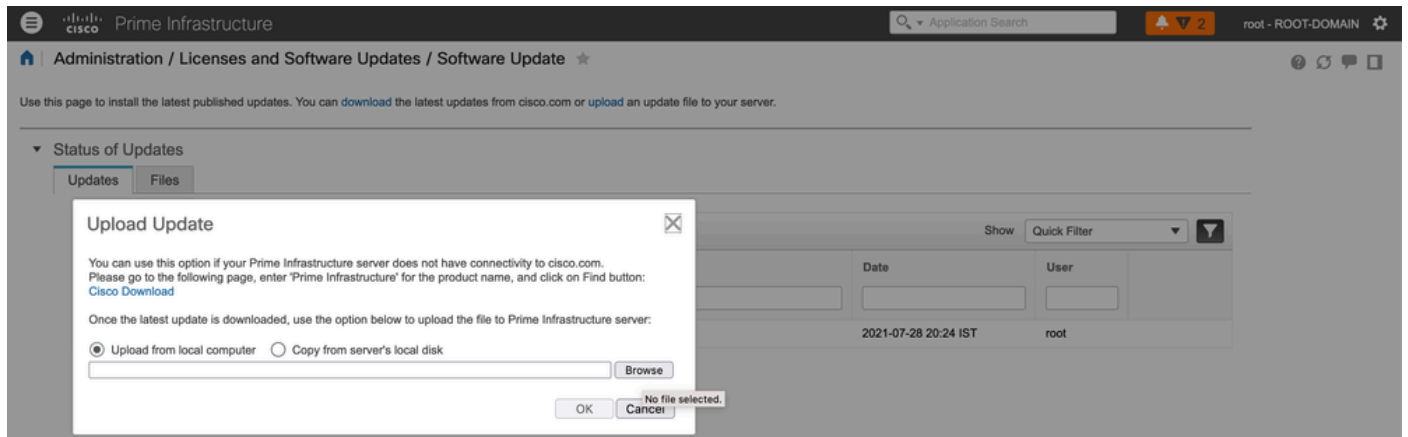 cisco Prime Infrastructure
Application Search
2
root - ROOT-DOMAIN
Administration / Licenses and Software Updates / Software Update
Use this page to install the latest published updates. You can download the latest updates from cisco.com or upload an update file to your server.
Status of Updates
Updates Files
Upload Update
You can use this option if your Prime Infrastructure server does not have connectivity to cisco.com.
Please go to the following page, enter 'Prime Infrastructure' for the product name, and click on Find button:
Cisco Download
Once the latest update is downloaded, use the option below to upload the file to Prime Infrastructure server:
Upload from local computer Copy from server's local disk
Browse
No file selected.
OK Cancel
Show Quick Filter
Date User
2021-07-28 20:24 IST root